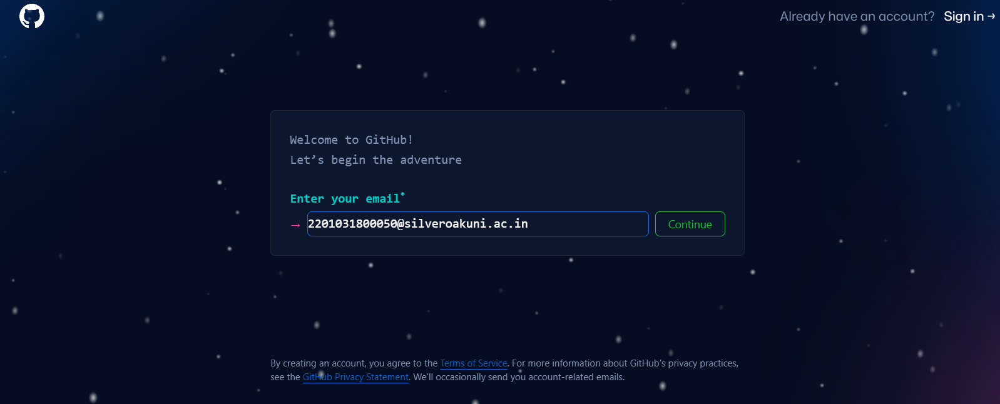 Already have an account? Sign in →
Welcome to GitHub!
Let’s begin the adventure
Enter your email*
→ 2201031800050@silveroakuni.ac.in Continue
By creating an account, you agree to the Terms of Service. For more information about GitHub's privacy practices,
see the GitHub Privacy Statement. We'll occasionally send you account-related emails.